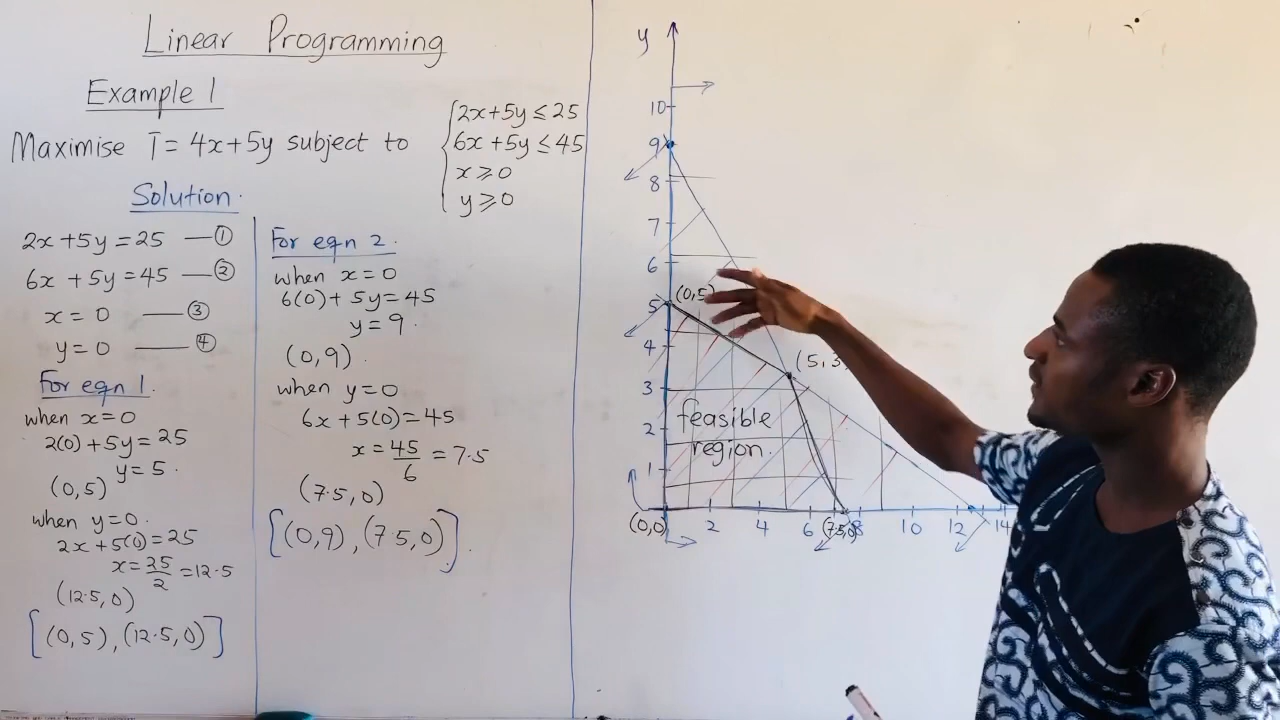 Linear Programming
Example 1
Maximise T = 4x+5y subject to
2x+5y ≤ 25
6x+5y ≤ 45
x ⩾ 0
y ⩾ 0
Solution.
2x+5y = 25 —①
6x+5y = 45 —②
x = 0 —③
y = 0 —④
For eqn 1.
when x=0
2(0)+5y = 25
y = 5.
(0,5)
when y=0.
2x+5(0) = 25
x = 25/2 = 12.5
(12.5,0)
[(0,5),(12.5,0)]
For eqn 2.
when x=0
6(0)+5y = 45
y = 9.
(0,9).
when y=0
6x+5(0) = 45
x = 45/6 = 7.5
(7.5,0)
[(0,9),(7 5,0)].
y
10
9
8
7
6
5 (0,5)
4 (5,3
3
2 feasible
region.
1
(0,0) 2 4 6 (7.5,0) 8 10 12 14